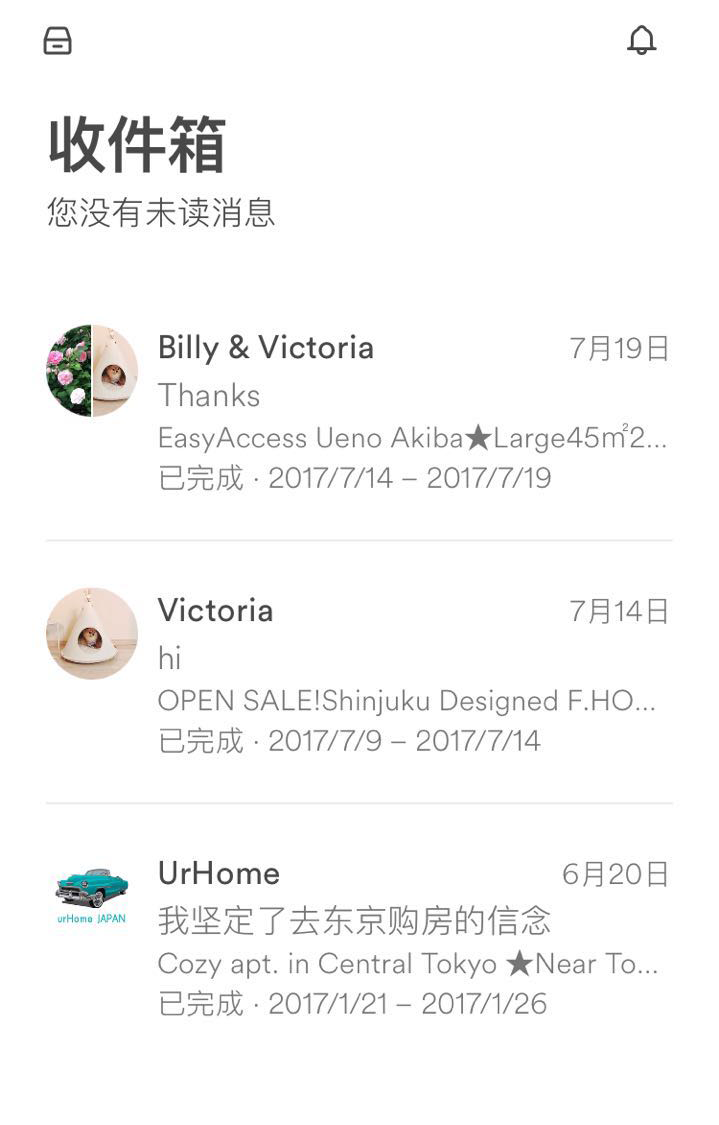 收件箱
您没有未读消息
Billy & Victoria 7月19日
Thanks
EasyAccess Ueno Akiba★Large45㎡2...
已完成 · 2017/7/14 – 2017/7/19
Victoria 7月14日
hi
OPEN SALE!Shinjuku Designed F.HO...
已完成 · 2017/7/9 – 2017/7/14
UrHome 6月20日
urHome JAPAN
我坚定了去东京购房的信念
Cozy apt. in Central Tokyo ★Near To...
已完成 · 2017/1/21 – 2017/1/26